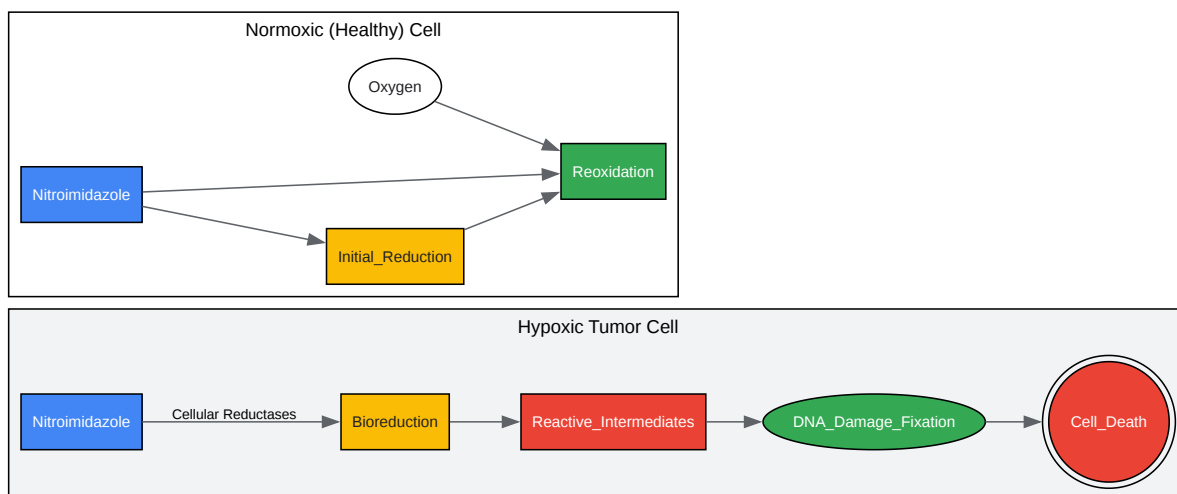 Normoxic (Healthy) Cell
Oxygen
Reoxidation
Nitroimidazole
Initial_Reduction
Hypoxic Tumor Cell
Nitroimidazole
Cellular Reductases
Bioreduction
Reactive_Intermediates
DNA_Damage_Fixation
Cell_Death